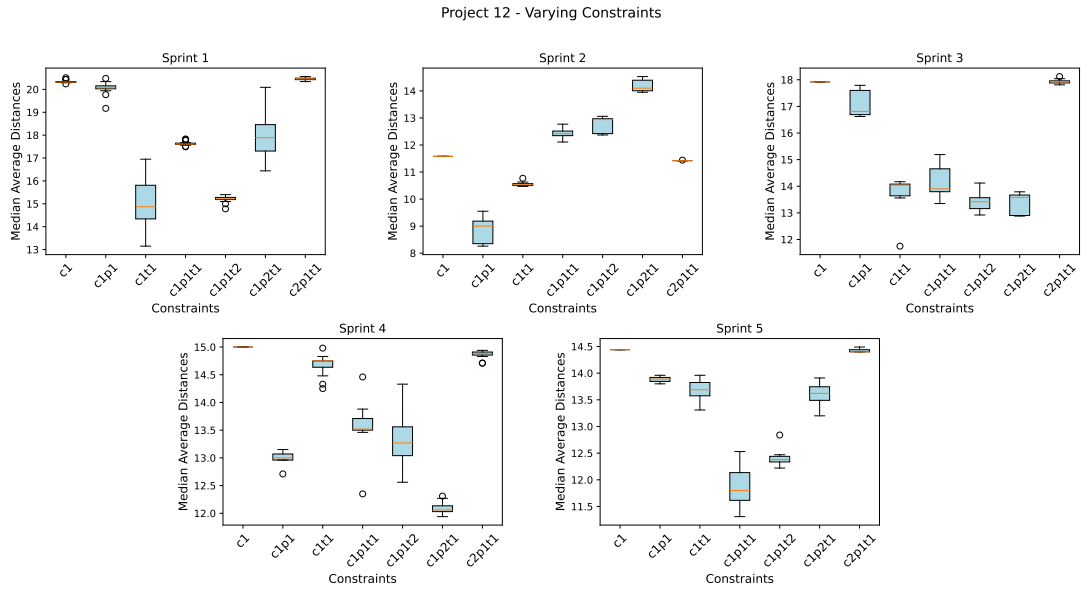 Project 12 - Varying Constraints
Sprint 1
Median Average Distances
20
19
18
17
16
15
14
13
c1
c1p1
c1t1
c1p1t1
c1p1t2
c1p2t1
c2p1t1
Constraints
Sprint 2
Median Average Distances
14
13
12
11
10
9
8
c1
c1p1
c1t1
c1p1t1
c1p1t2
c1p2t1
c2p1t1
Constraints
Sprint 3
Median Average Distances
18
17
16
15
14
13
12
c1
c1p1
c1t1
c1p1t1
c1p1t2
c1p2t1
c2p1t1
Constraints
Sprint 4
Median Average Distances
15.0
14.5
14.0
13.5
13.0
12.5
12.0
c1
c1p1
c1t1
c1p1t1
c1p1t2
c1p2t1
c2p1t1
Constraints
Sprint 5
Median Average Distances
14.5
14.0
13.5
13.0
12.5
12.0
11.5
c1
c1p1
c1t1
c1p1t1
c1p1t2
c1p2t1
c2p1t1
Constraints